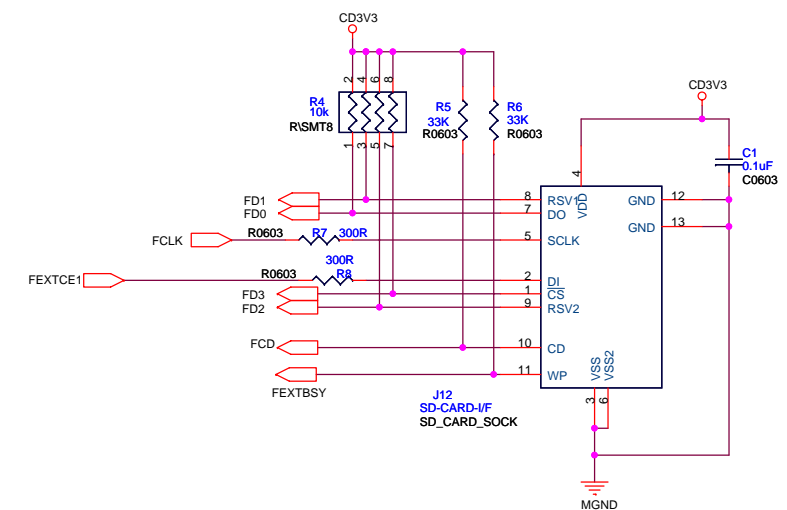 CD3V3
2 4 6 8
R4
10k
R\SMT8
1 3 5 7
R5
33K
R0603
R6
33K
R0603
CD3V3
C1
0.1uF
C0603
4
VDD
FD1
8
RSV1
GND
12
FD0
7
DO
FCLK
R0603
R7
300R
5
SCLK
GND
13
300R
FEXTCE1
R0603
R8
2
DI
FD3
1
CS
FD2
9
RSV2
FCD
10
CD
FEXTBSY
11
WP
VSS
VSS2
3
6
J12
SD-CARD-I/F
SD_CARD_SOCK
MGND